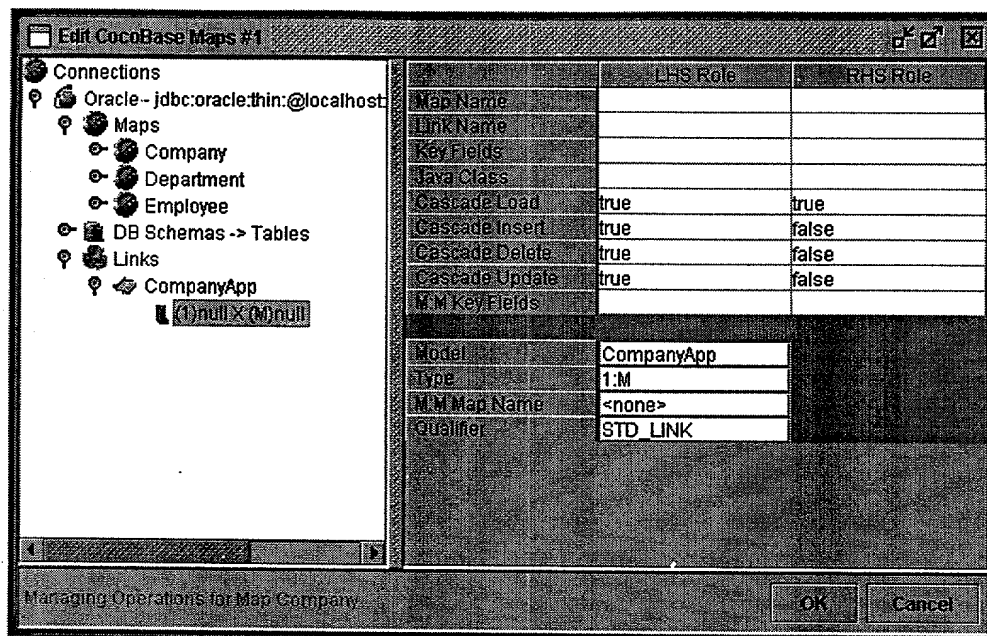 Edit CocoBase Maps #1
Connections
Oracle-- jdbc:oracle:thin:@localhost:
Maps
Company
Department
Employee
DB Schemas -> Tables
Links
CompanyApp
(1)null X (M)null
LHS Role RHS Role
Map Name
Link Name
Key Fields
Java Class
Cascade Load true true
Cascade Insert true false
Cascade Delete true false
Cascade Update true false
M:M Key Fields
Model CompanyApp
Type 1:M
M:M Map Name <none>
Qualifier STD_LINK
Managing Operations for Map Company
OK Cancel